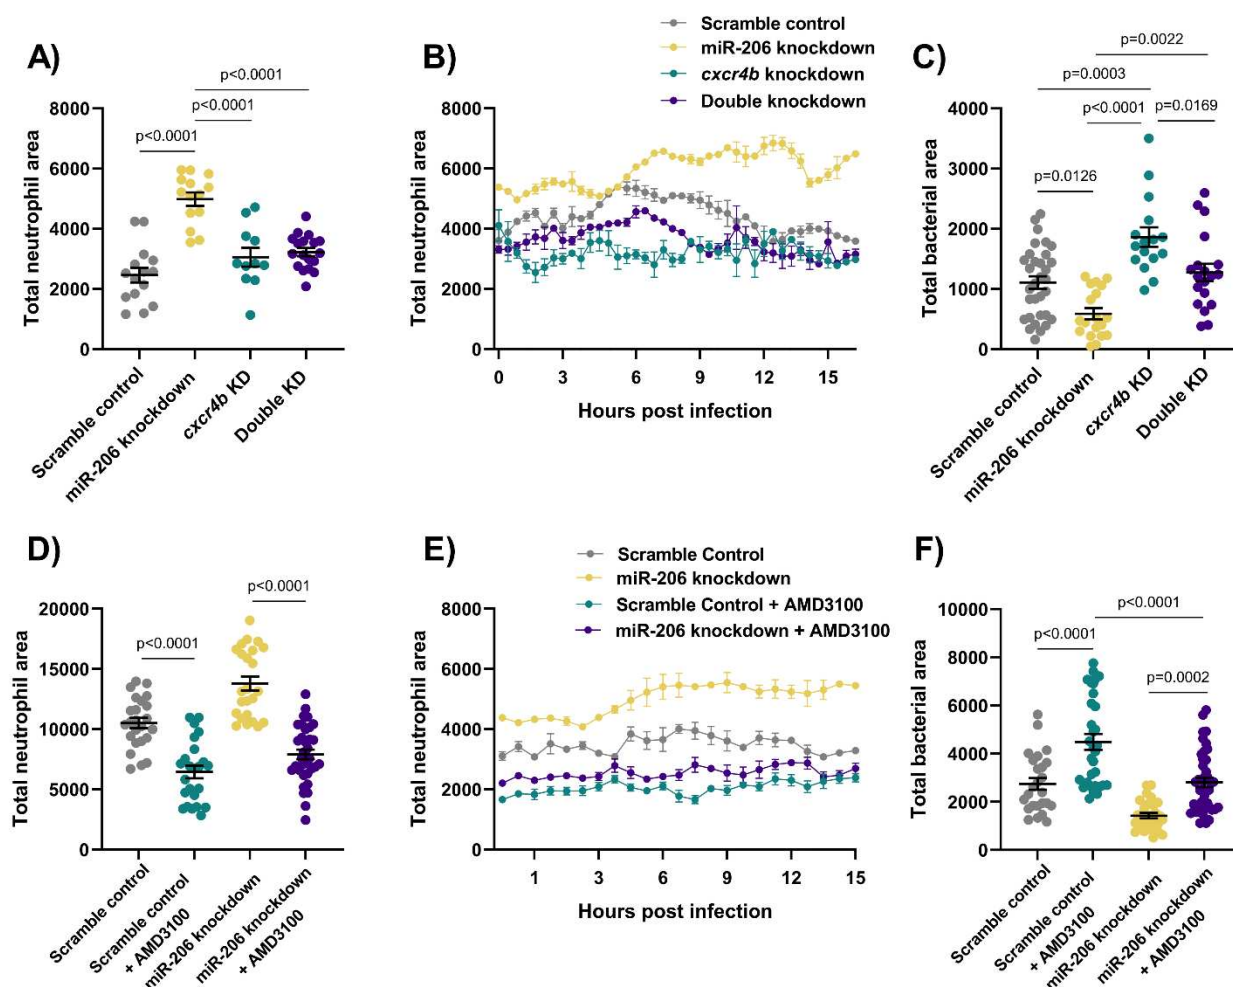 A)
p<0.0001
p<0.0001
p<0.0001
Total neutrophil area
8000
6000
4000
2000
0
Scramble control
miR-206 knockdown
cxcr4b KD
Double KD
B)
Scramble control
miR-206 knockdown
cxcr4b knockdown
Double knockdown
Total neutrophil area
8000
6000
4000
2000
0
0
3
6
9
12
15
Hours post infection
C)
p=0.0022
p=0.0003
p<0.0001
p=0.0169
p=0.0126
Total bacterial area
4000
3000
2000
1000
0
Scramble control
miR-206 knockdown
cxcr4b KD
Double KD
D)
p<0.0001
p<0.0001
Total neutrophil area
20000
15000
10000
5000
0
Scramble control
Scramble control
+ AMD3100
miR-206 knockdown
miR-206 knockdown
+ AMD3100
E)
Scramble Control
miR-206 knockdown
Scramble Control + AMD3100
miR-206 knockdown + AMD3100
Total neutrophil area
8000
6000
4000
2000
0
1
3
6
9
12
15
Hours post infection
F)
p<0.0001
p<0.0001
p=0.0002
Total bacterial area
10000
8000
6000
4000
2000
0
Scramble control
Scramble control
+ AMD3100
miR-206 knockdown
miR-206 knockdown
+ AMD3100